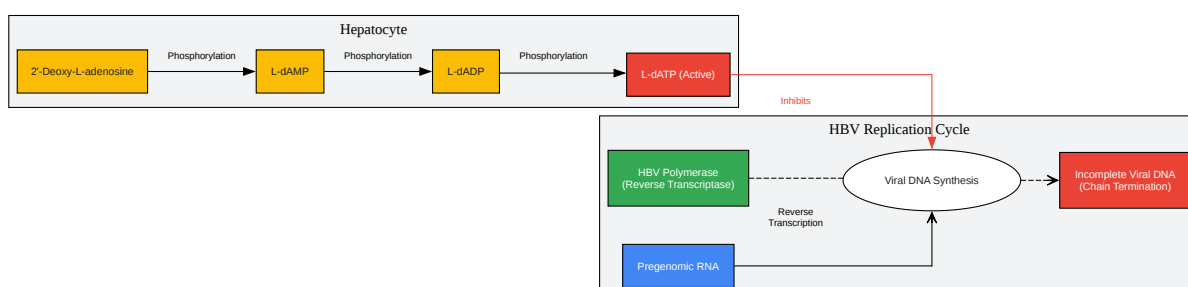 Hepatocyte
Phosphorylation
Phosphorylation
Phosphorylation
2'-Deoxy-L-adenosine
L-dAMP
L-dADP
L-dATP (Active)
Inhibits
HBV Replication Cycle
HBV Polymerase
(Reverse Transcriptase)
Viral DNA Synthesis
Incomplete Viral DNA
(Chain Termination)
Reverse
Transcription
Pregenomic RNA